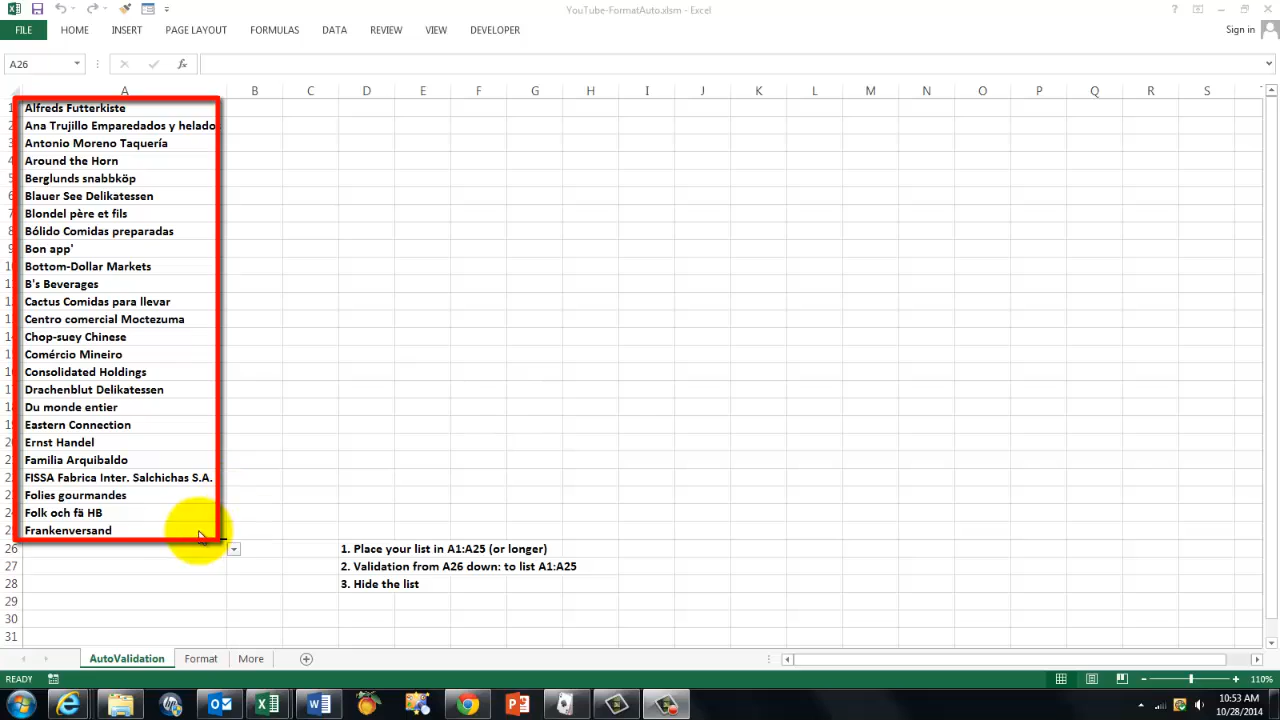 YouTube-FormatAuto.xlsm - Excel
FILE HOME INSERT PAGE LAYOUT FORMULAS DATA REVIEW VIEW DEVELOPER Sign in
A26 fx
A B C D E F G H I J K L M N O P Q R S
Alfreds Futterkiste
Ana Trujillo Emparedados y helado
Antonio Moreno Taquería
Around the Horn
Berglunds snabbköp
Blauer See Delikatessen
Blondel père et fils
Bólido Comidas preparadas
Bon app'
Bottom-Dollar Markets
B's Beverages
Cactus Comidas para llevar
Centro comercial Moctezuma
Chop-suey Chinese
Comércio Mineiro
Consolidated Holdings
Drachenblut Delikatessen
Du monde entier
Eastern Connection
Ernst Handel
Familia Arquibaldo
FISSA Fabrica Inter. Salchichas S.A.
Folies gourmandes
Folk och fä HB
Frankenversand
26 1. Place your list in A1:A25 (or longer)
27 2. Validation from A26 down: to list A1:A25
28 3. Hide the list
29
30
31
AutoValidation Format More
READY 110%
10:53 AM
10/28/2014